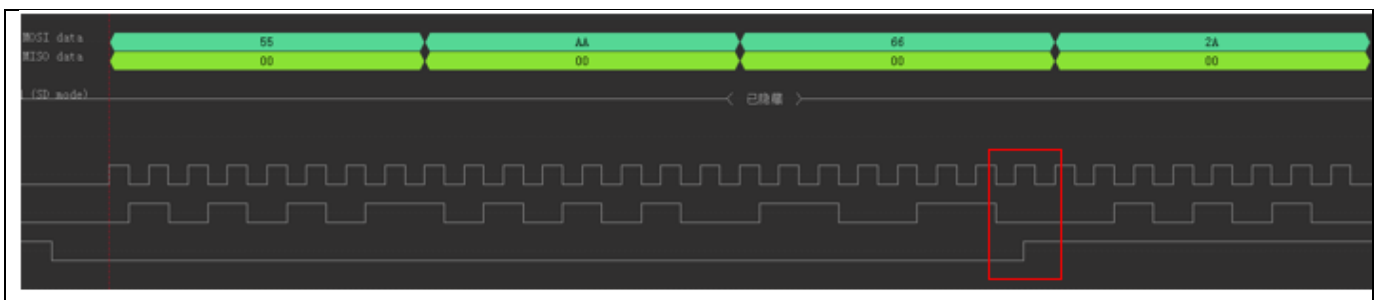 MOSI data
55
AA
66
2A
MISO data
00
00
00
00
(SD mode)
已隐藏